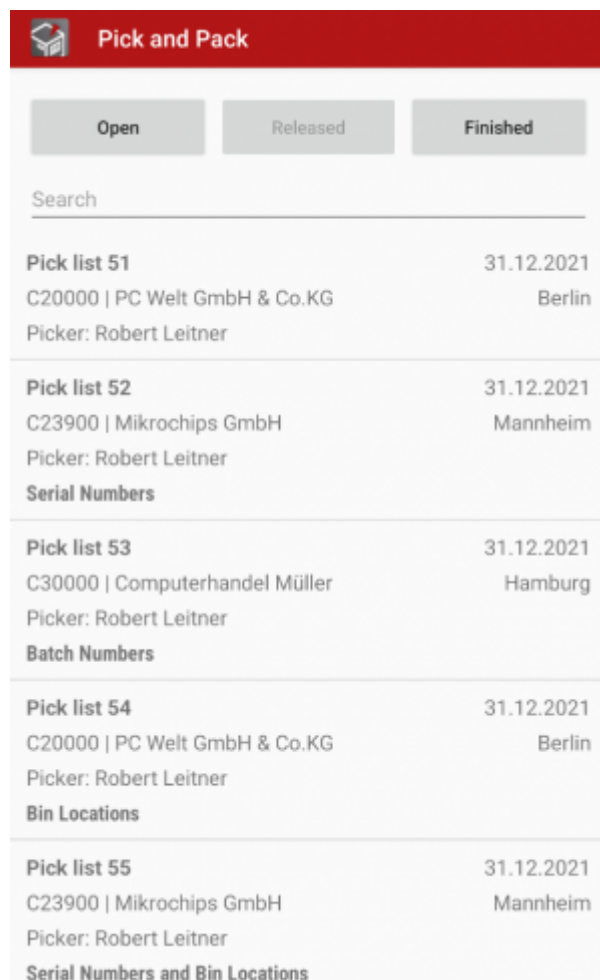 Pick and Pack
Open Released Finished
Search
Pick list 51 31.12.2021
C20000 | PC Welt GmbH & Co.KG Berlin
Picker: Robert Leitner
Pick list 52 31.12.2021
C23900 | Mikrochips GmbH Mannheim
Picker: Robert Leitner
Serial Numbers
Pick list 53 31.12.2021
C30000 | Computerhandel Müller Hamburg
Picker: Robert Leitner
Batch Numbers
Pick list 54 31.12.2021
C20000 | PC Welt GmbH & Co.KG Berlin
Picker: Robert Leitner
Bin Locations
Pick list 55 31.12.2021
C23900 | Mikrochips GmbH Mannheim
Picker: Robert Leitner
Serial Numbers and Bin Locations